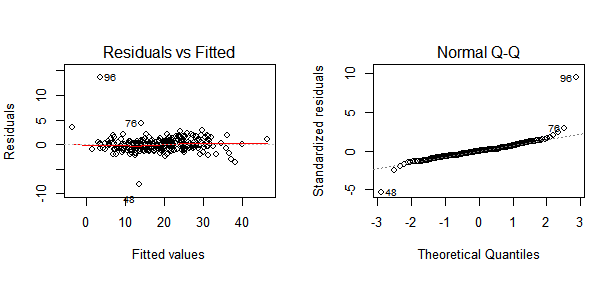 Residuals vs Fitted
Residuals
10
5
0
-10
96
76
48
0 10 20 30 40
Fitted values
Normal Q-Q
Standardized residuals
10
5
0
-5
96
76
48
-3 -2 -1 0 1 2 3
Theoretical Quantiles